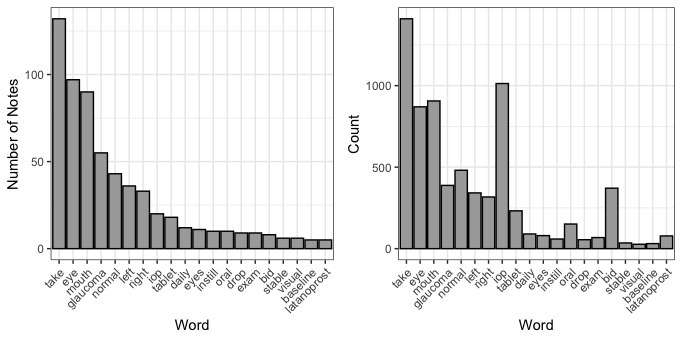 Number of Notes
100
50
0
take
eye
mouth
glaucoma
normal
left
right
iop
tablet
daily
eyes
instill
oral
drop
exam
bid
stable
visual
baseline
latanoprost
Word
Count
1000
500
0
take
eye
mouth
glaucoma
normal
left
right
iop
tablet
daily
eyes
instill
oral
drop
exam
bid
stable
visual
baseline
latanoprost
Word